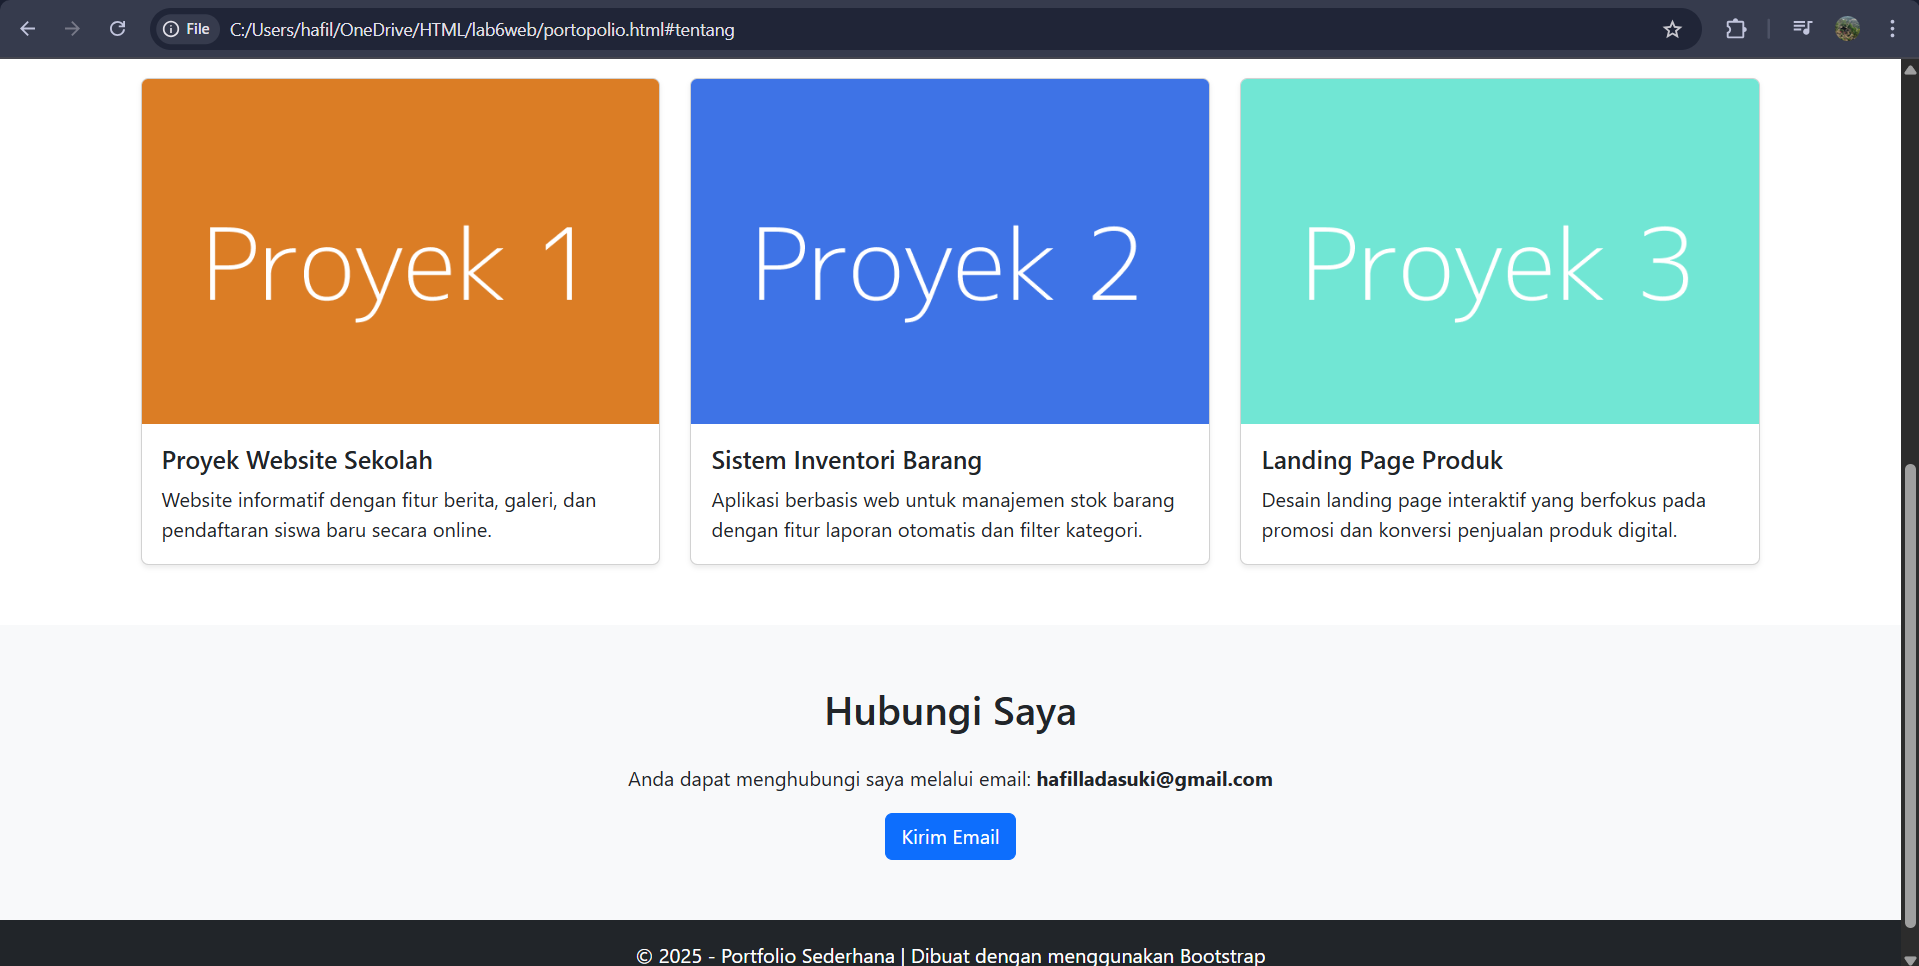 File C:/Users/hafil/OneDrive/HTML/lab6web/portopolio.html#tentang
Proyek 1
Proyek Website Sekolah
Website informatif dengan fitur berita, galeri, dan
pendaftaran siswa baru secara online.
Proyek 2
Sistem Inventori Barang
Aplikasi berbasis web untuk manajemen stok barang
dengan fitur laporan otomatis dan filter kategori.
Proyek 3
Landing Page Produk
Desain landing page interaktif yang berfokus pada
promosi dan konversi penjualan produk digital.
Hubungi Saya
Anda dapat menghubungi saya melalui email: hafilladasuki@gmail.com
Kirim Email
© 2025 - Portfolio Sederhana | Dibuat dengan menggunakan Bootstrap